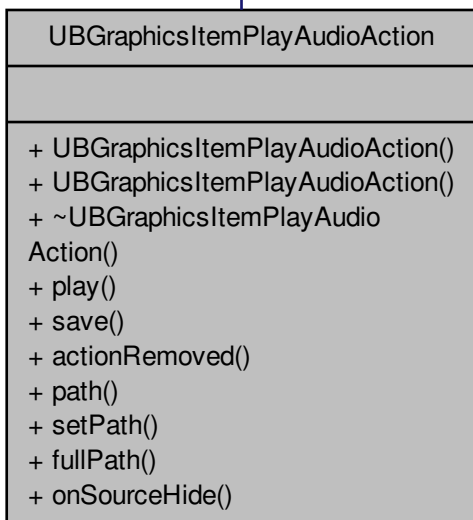 UBGraphicsItemPlayAudioAction
+ UBGraphicsItemPlayAudioAction()
+ UBGraphicsItemPlayAudioAction()
+ ~UBGraphicsItemPlayAudio
Action()
+ play()
+ save()
+ actionRemoved()
+ path()
+ setPath()
+ fullPath()
+ onSourceHide()